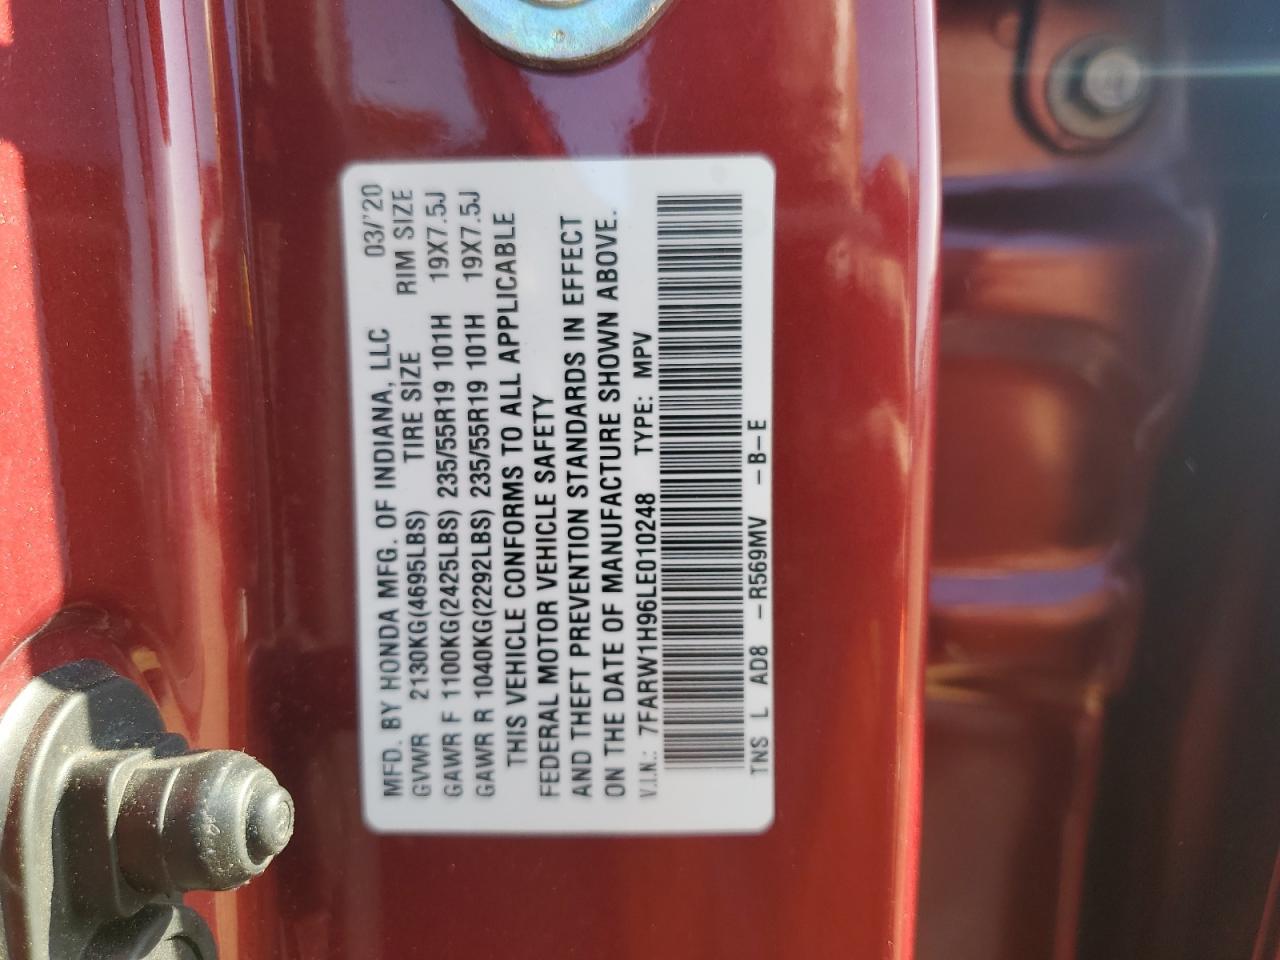 MFD. BY HONDA MFG. OF INDIANA, LLC 03/'20
GVWR 2130KG(4695LBS) TIRE SIZE RIM SIZE
GAWR F 1100KG(2425LBS) 235/55R19 101H 19X7.5J
GAWR R 1040KG(2292LBS) 235/55R19 101H 19X7.5J
THIS VEHICLE CONFORMS TO ALL APPLICABLE
FEDERAL MOTOR VEHICLE SAFETY
AND THEFT PREVENTION STANDARDS IN EFFECT
ON THE DATE OF MANUFACTURE SHOWN ABOVE.
V.I.N.: 7FARW1H96LE010248 TYPE: MPV
TNS L AD8 -R569MV -B-E